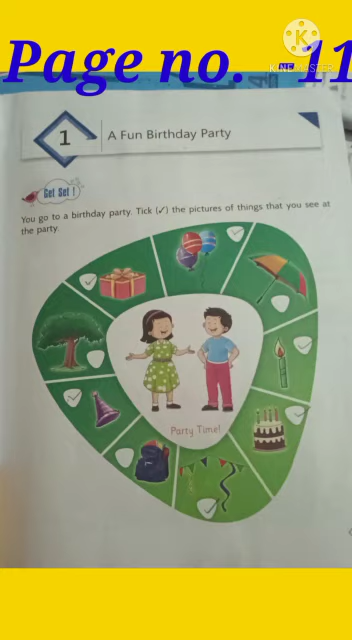 Page no. - 11
KINEMASTER
1 A Fun Birthday Party
Get Set !
You go to a birthday party. Tick (✓) the pictures of things that you see at
the party.
Party Time!